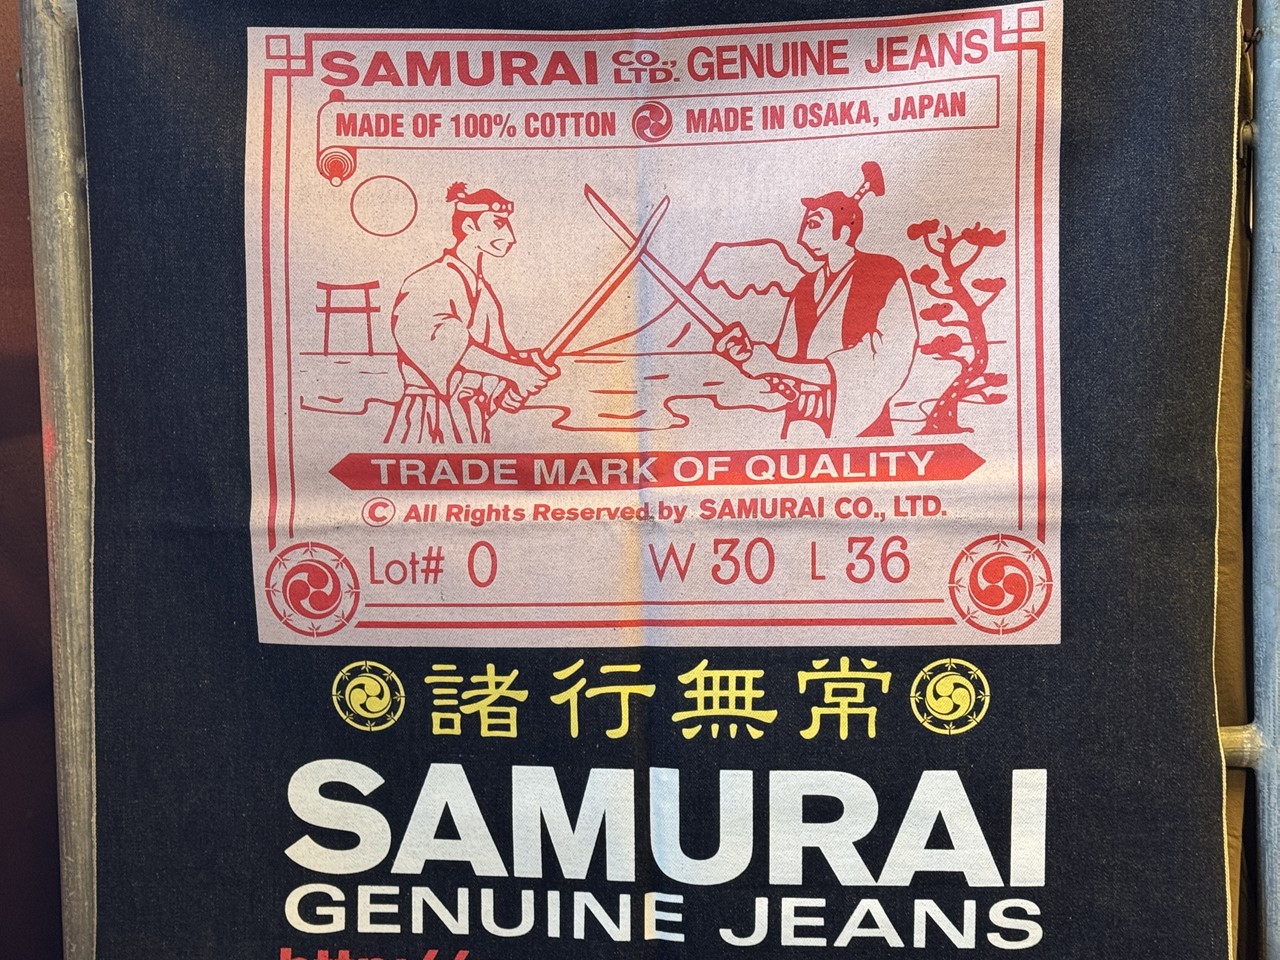 SAMURAI CO., LTD. GENUINE JEANS
MADE OF 100% COTTON MADE IN OSAKA, JAPAN
TRADE MARK OF QUALITY
© All Rights Reserved by SAMURAI CO., LTD.
Lot# 0 W 30 L 36
諸行無常
SAMURAI
GENUINE JEANS
http://